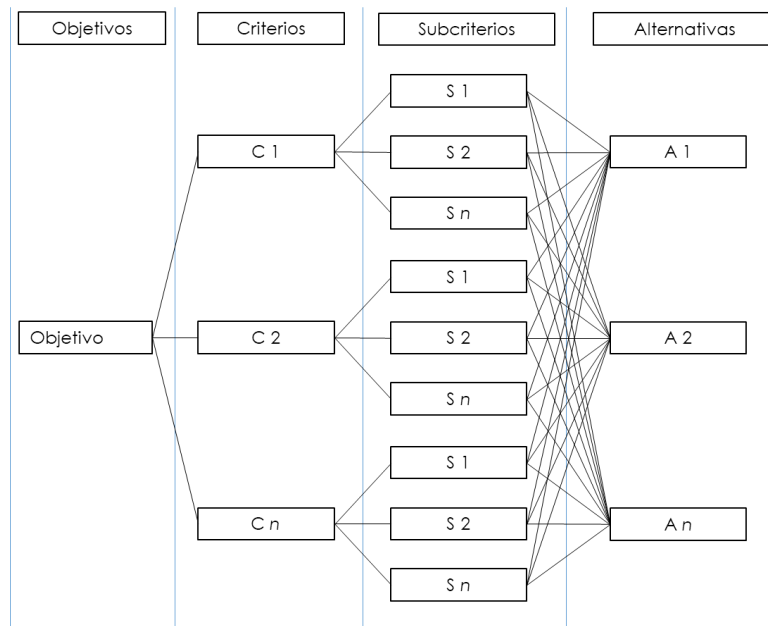 Objetivos
Criterios
Subcriterios
Alternativas
S 1
C 1
S 2
A 1
S n
S 1
Objetivo
C 2
S 2
A 2
S n
S 1
C n
S 2
A n
S n